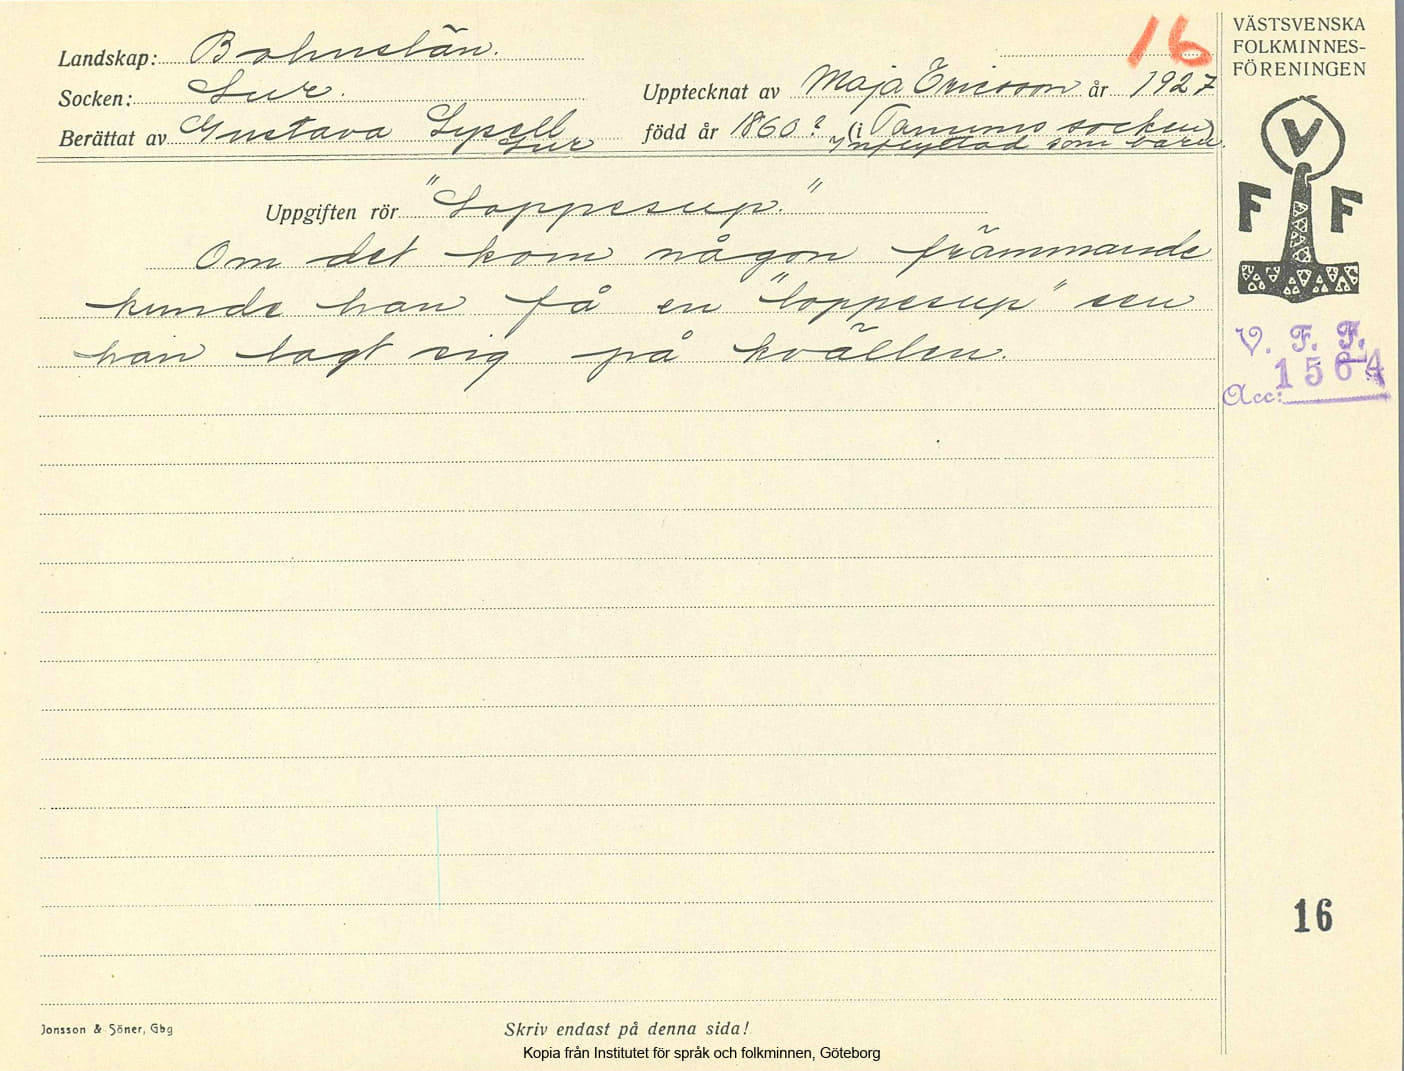 16
VÄSTSVENSKA
FOLKMINNES-
FÖRENINGEN
Landskap: Bohuslän.
Socken: Lur.
Upptecknat av Maja Ericsson år 1927
Berättat av Gustava Lysell
Lur
född år 1860? (i Tanums socken)
Inflyttad som barn.
V
F F
Uppgiften rör "Loppesup."
Om det kom någon främmande
kunde han få en "loppesup" sen
han lagt sig på kvällen.
V. F. F.
1564
Acc:
16
Jonsson & Söner, Gbg
Skriv endast på denna sida!
Kopia från Institutet för språk och folkminnen, Göteborg